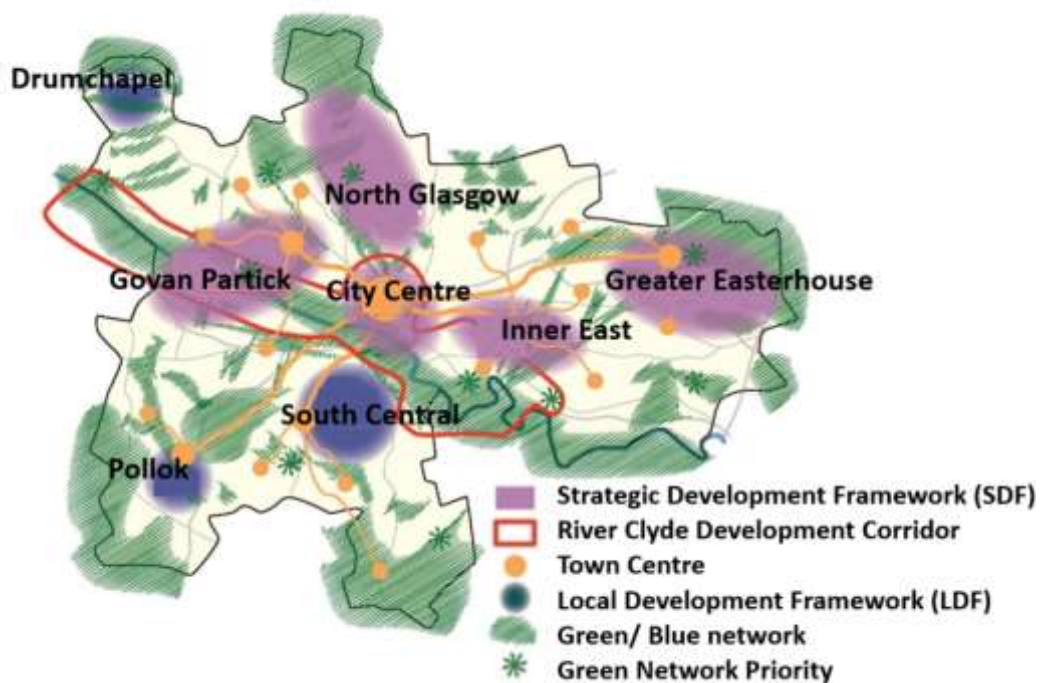 Drumchapel
North Glasgow
Govan Partick
City Centre
Greater Easterhouse
Inner East
South Central
Pollok
Strategic Development Framework (SDF)
River Clyde Development Corridor
Town Centre
Local Development Framework (LDF)
Green/ Blue network
Green Network Priority